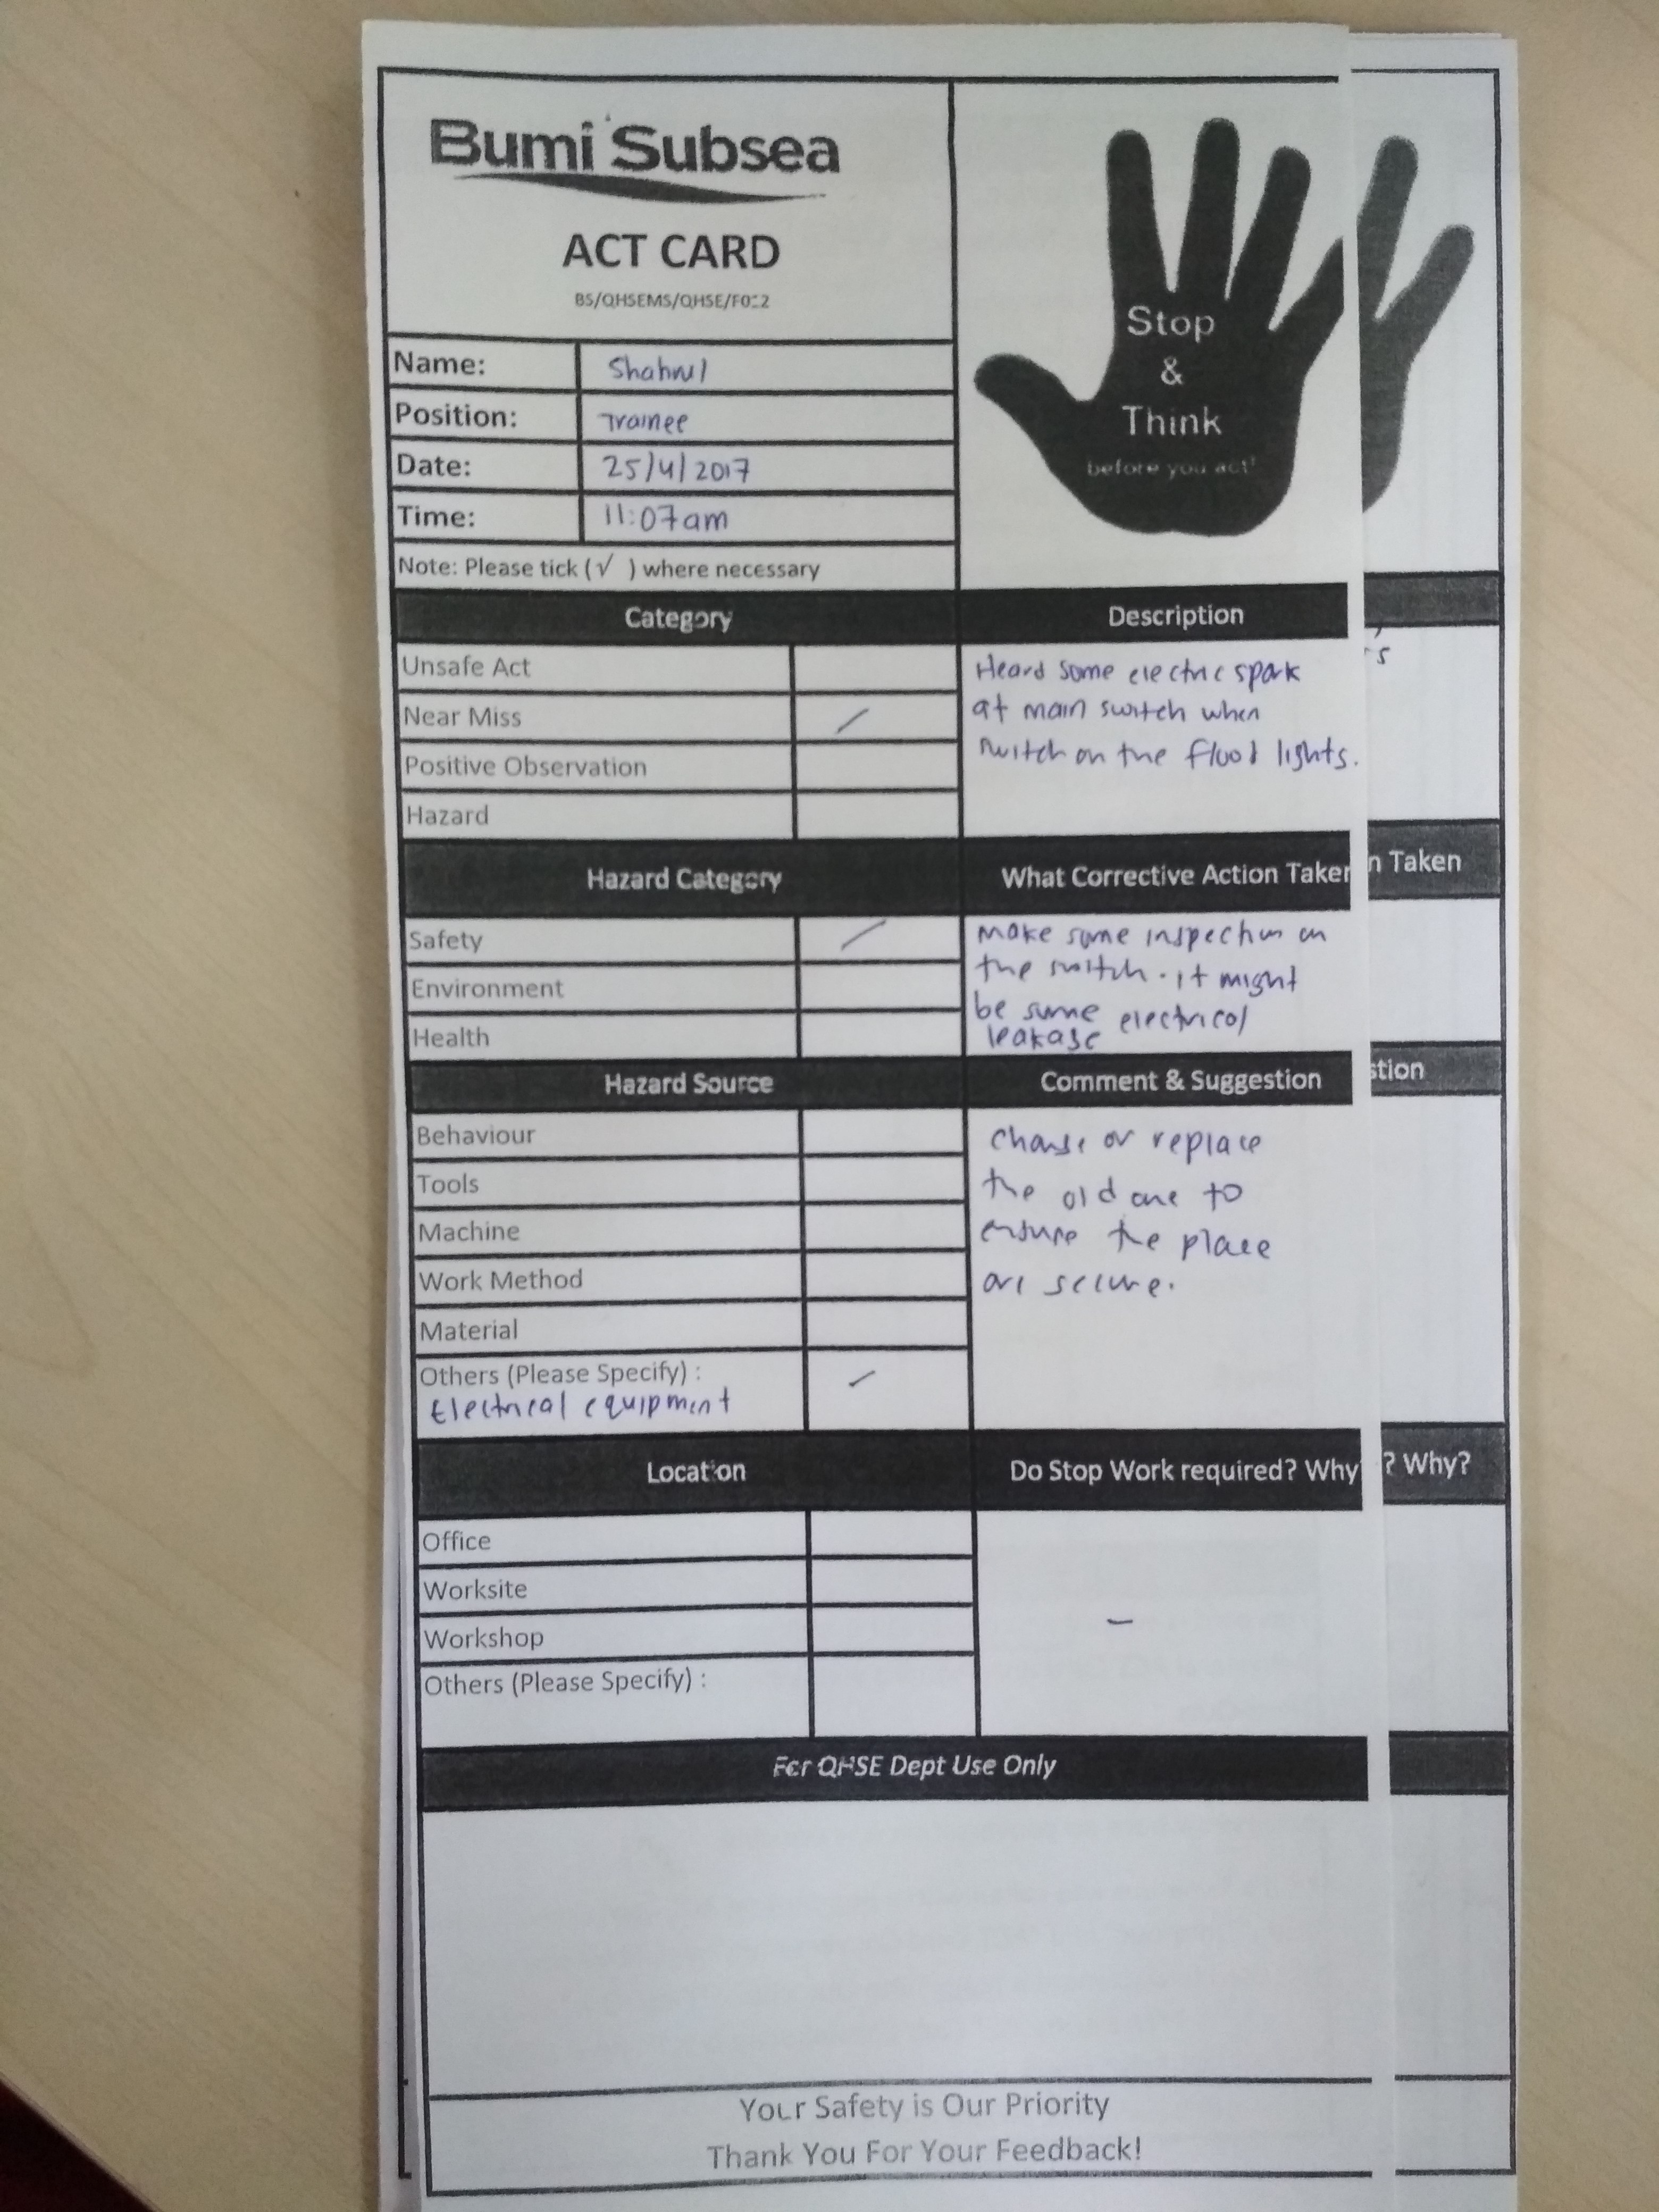 Bumi Subsea
ACT CARD
BS/QHSEMS/QHSE/F012
Stop
&
Think
before you act!
Name: Shahrul
Position: Trainee
Date: 25/4/2017
Time: 11:07am
Note: Please tick (√ ) where necessary
Category
Unsafe Act
Near Miss /
Positive Observation
Hazard
Description
Heard some electric spark
at main switch when
switch on the flood lights.
Hazard Category
Safety /
Environment
Health
What Corrective Action Taken
make some inspection on
the switch. it might
be some electrical
leakage
Hazard Source
Behaviour
Tools
Machine
Work Method
Material
Others (Please Specify) : /
Electrical equipment
Comment & Suggestion
change or replace
the old one to
ensure the place
are secure.
Location
Office
Worksite
Workshop
Others (Please Specify) :
Do Stop Work required? Why
-
For QHSE Dept Use Only
Your Safety is Our Priority
Thank You For Your Feedback!
n Taken
stion
? Why?